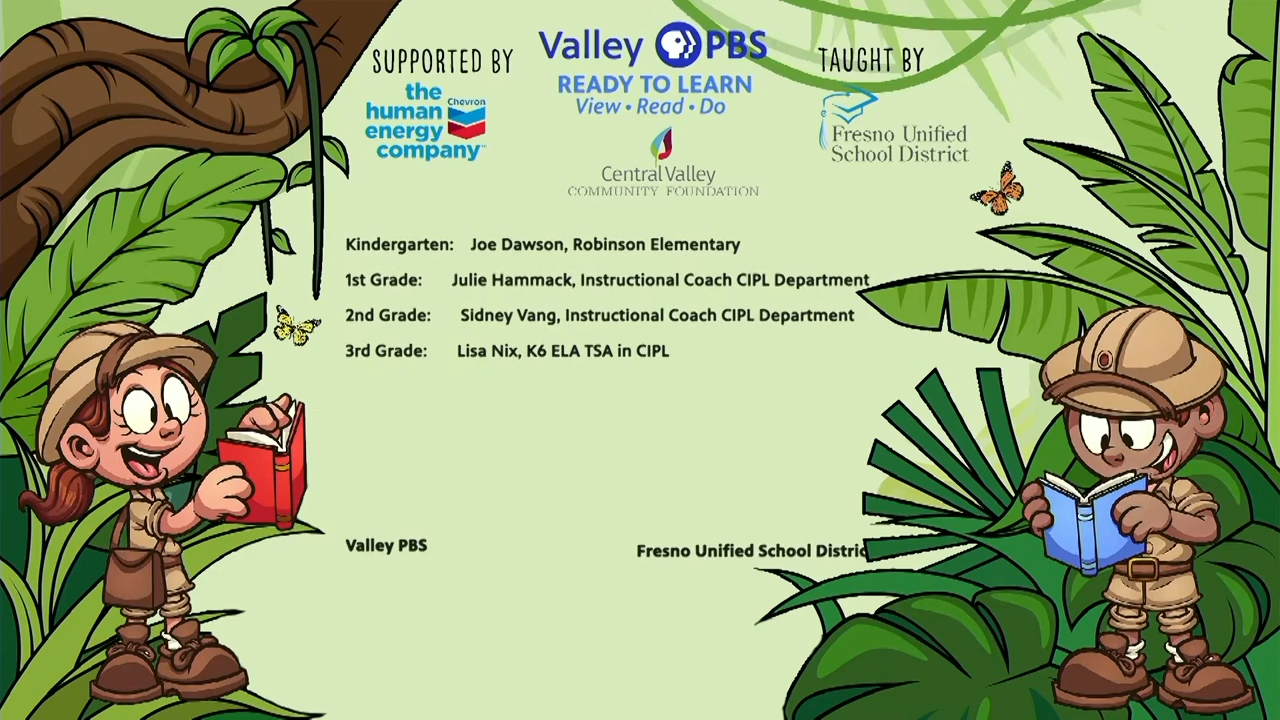 SUPPORTED BY
the
human
energy
company™
Chevron
Valley PBS
READY TO LEARN
View • Read • Do
Central Valley
COMMUNITY FOUNDATION
TAUGHT BY
Fresno Unified
School District
Kindergarten: Joe Dawson, Robinson Elementary
1st Grade: Julie Hammack, Instructional Coach CIPL Department
2nd Grade: Sidney Vang, Instructional Coach CIPL Department
3rd Grade: Lisa Nix, K6 ELA TSA in CIPL
Valley PBS
Fresno Unified School Distric